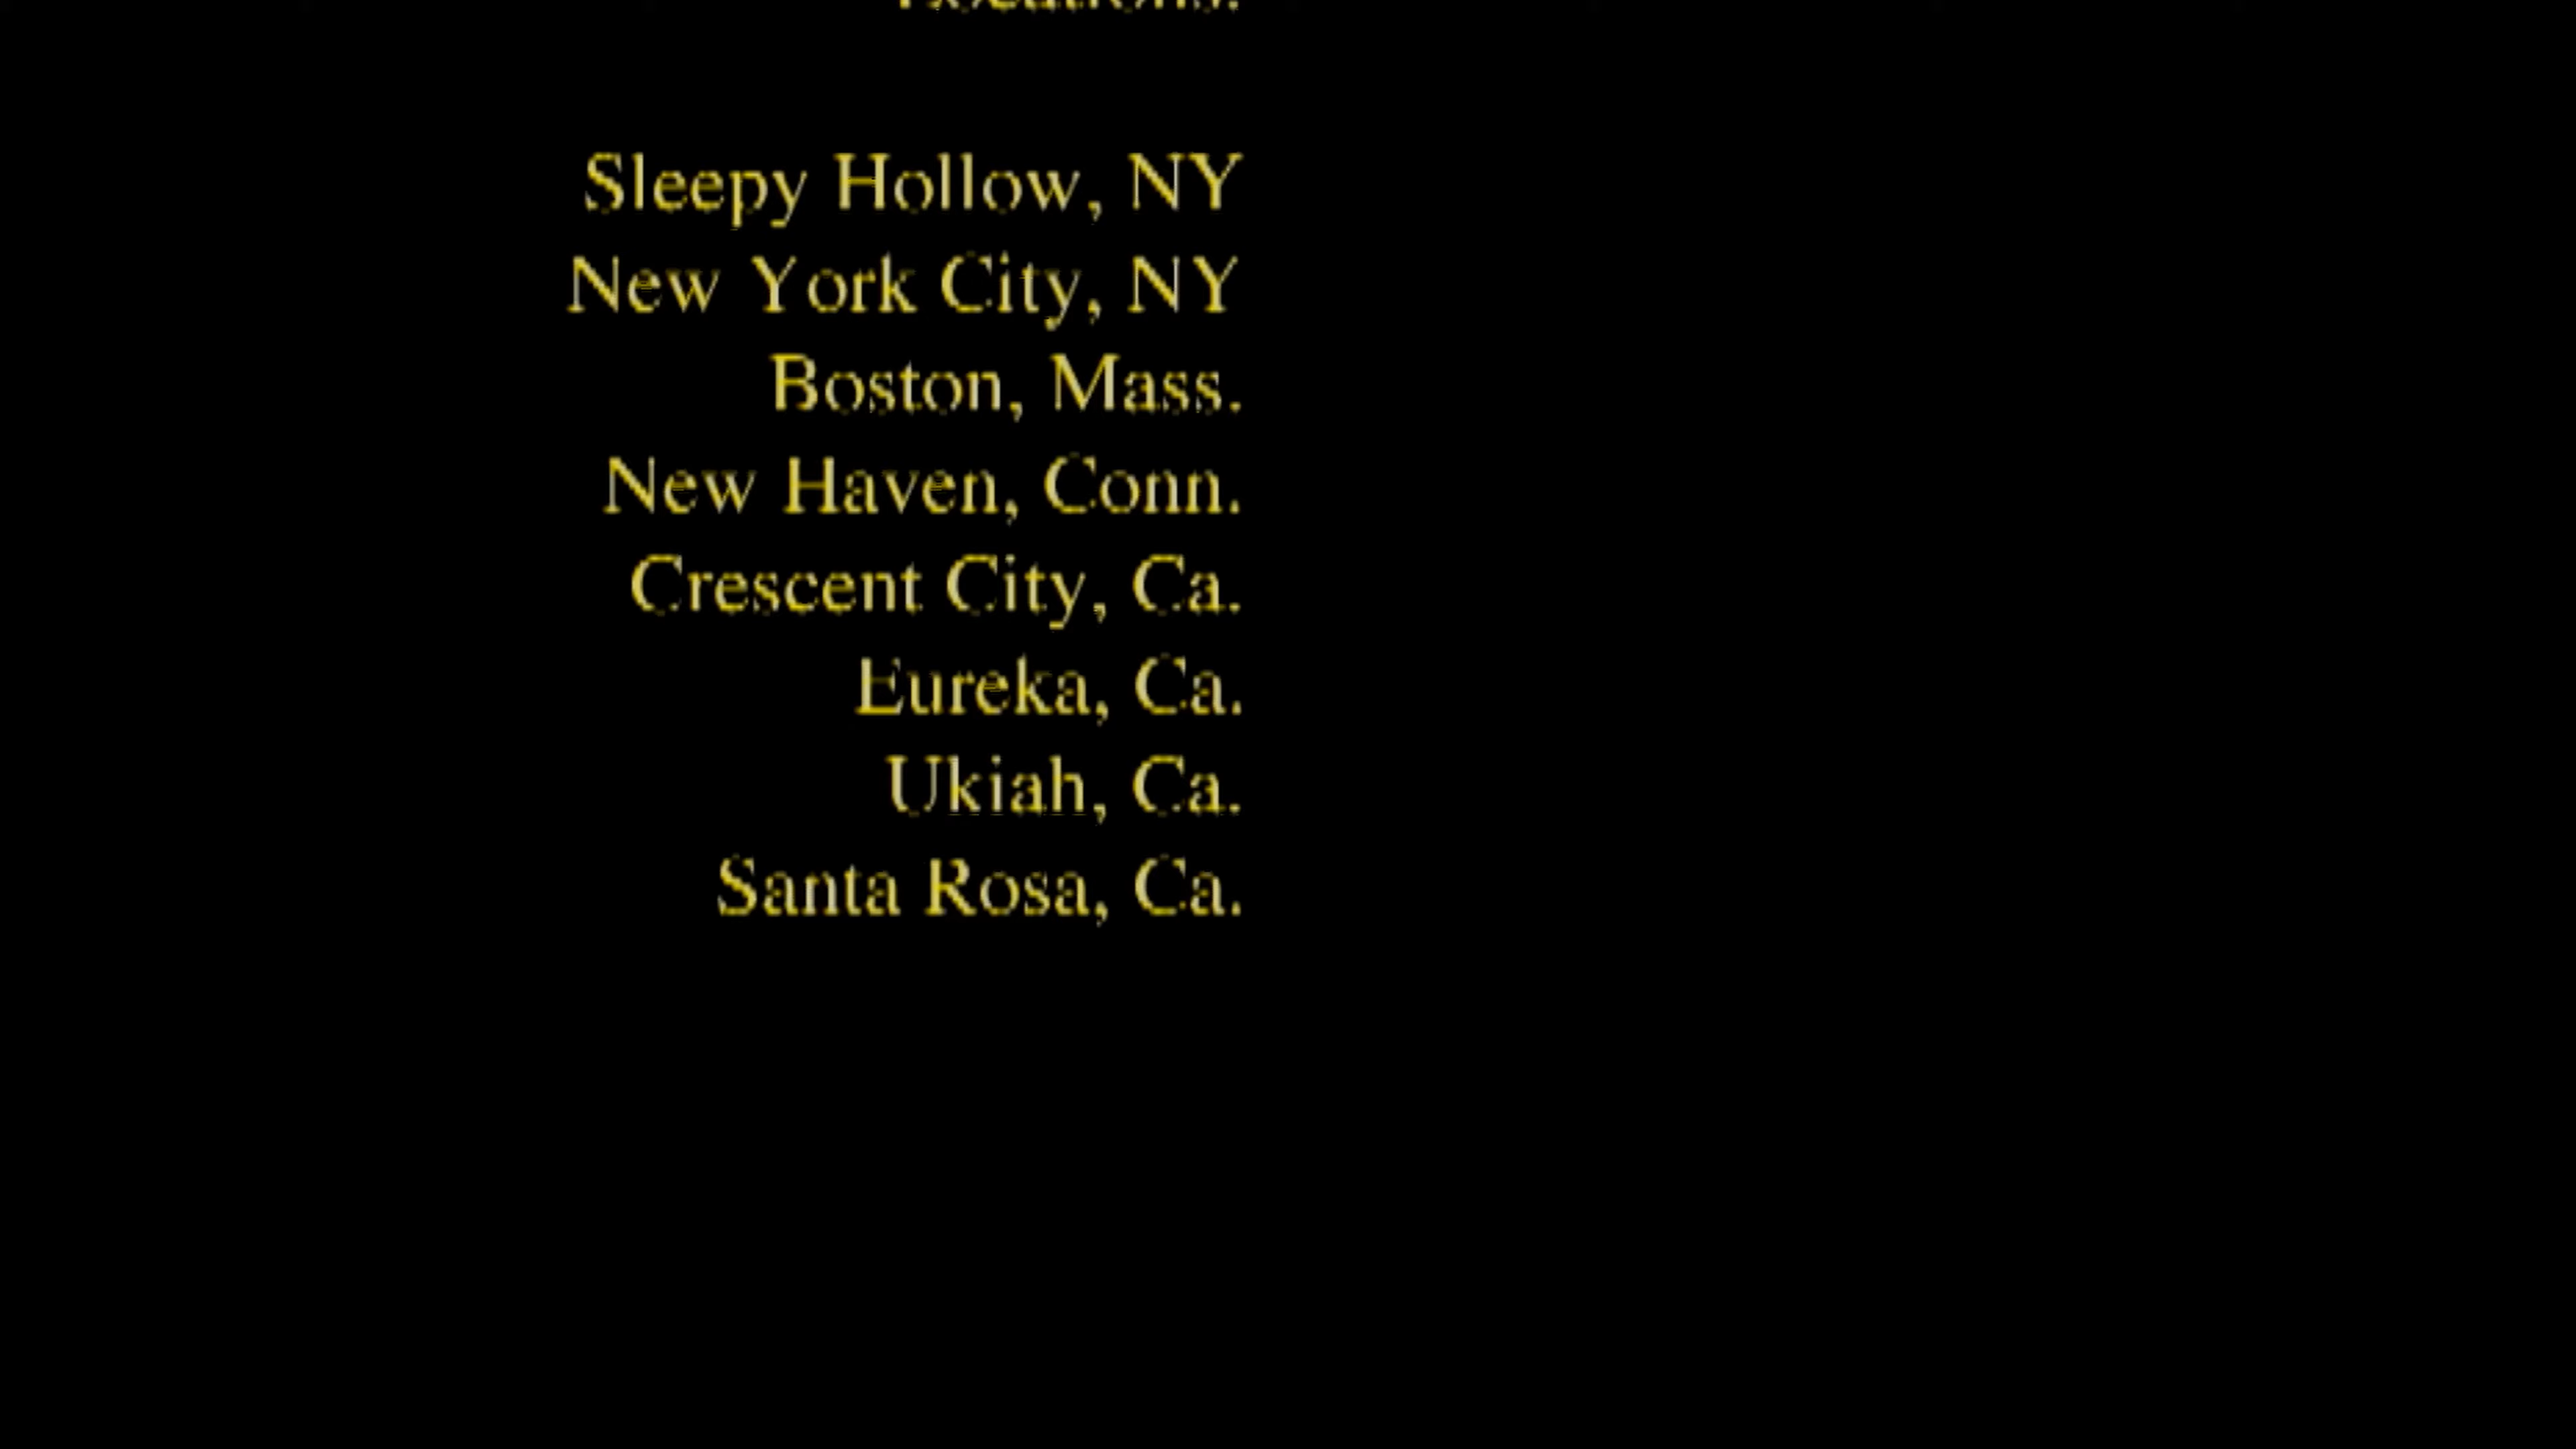 Locations:
Sleepy Hollow, NY
New York City, NY
Boston, Mass.
New Haven, Conn.
Crescent City, Ca.
Eureka, Ca.
Ukiah, Ca.
Santa Rosa, Ca.